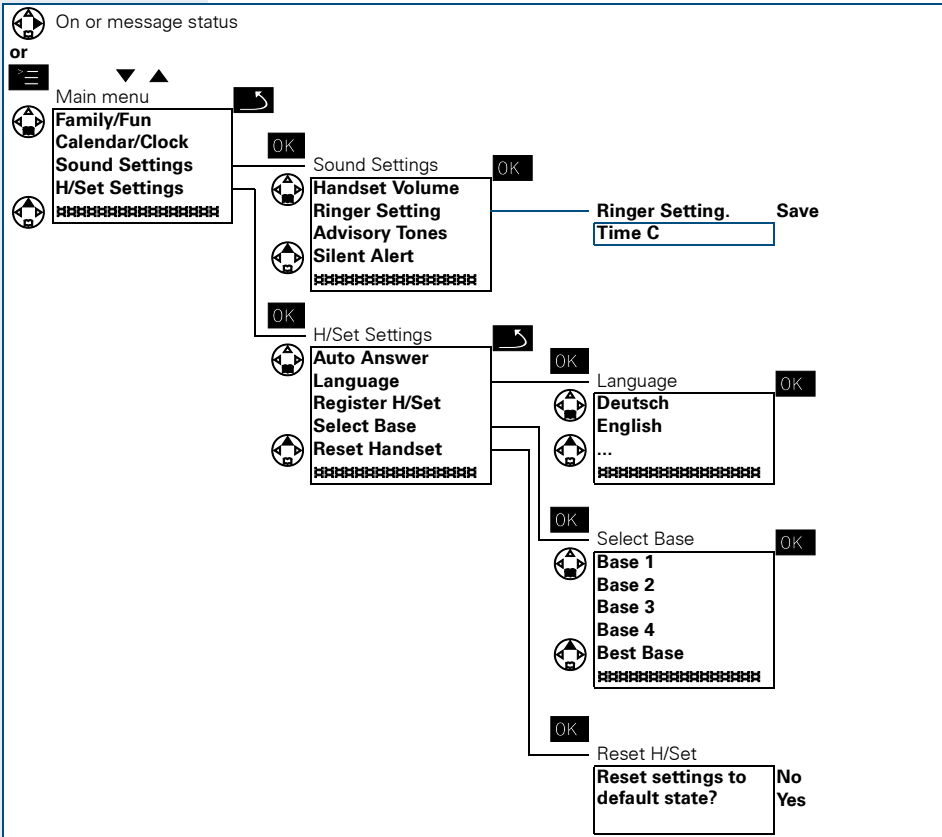 On or message status
or
Main menu
Family/Fun
Calendar/Clock
Sound Settings
H/Set Settings
OK
Sound Settings
OK
Handset Volume
Ringer Setting
Advisory Tones
Silent Alert
Ringer Setting.
Save
Time C
OK
H/Set Settings
Auto Answer
Language
Register H/Set
Select Base
Reset Handset
OK
Language
OK
Deutsch
English
...
OK
Select Base
OK
Base 1
Base 2
Base 3
Base 4
Best Base
OK
Reset H/Set
Reset settings to
default state?
No
Yes